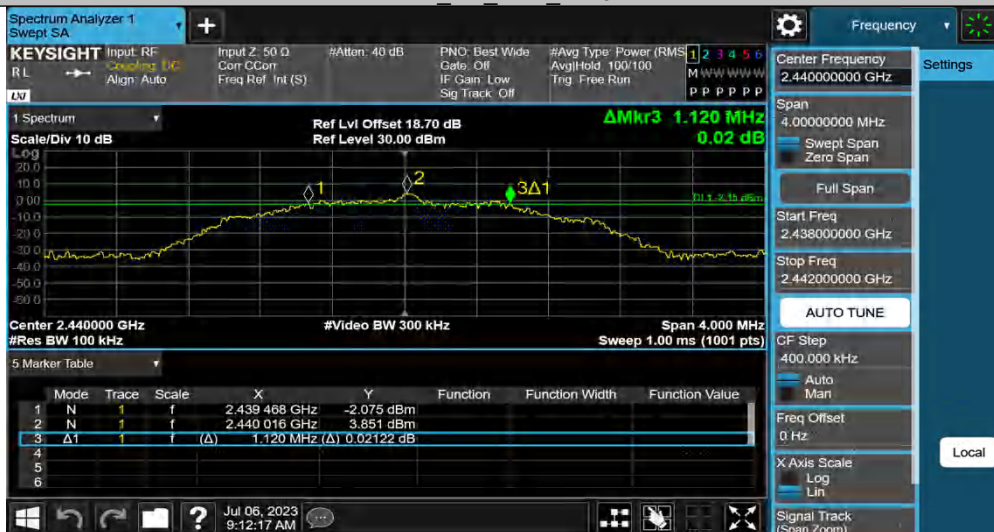 Spectrum Analyzer 1
Swept SA
+
Frequency
KEYSIGHT Input: RF
RL
Coupling: DC
Align: Auto
LXI
Input Z: 50 Ω
Corr CCorr
Freq Ref: Int (S)
#Atten: 40 dB
PNO: Best Wide
Gate: Off
IF Gain: Low
Sig Track: Off
#Avg Type: Power (RMS
Avg|Hold: 100/100
Trig: Free Run
1 2 3 4 5 6
M W W W W W
P P P P P P
Center Frequency
2.440000000 GHz
Settings
1 Spectrum
Scale/Div 10 dB
Ref Lvl Offset 18.70 dB
Ref Level 30.00 dBm
ΔMkr3 1.120 MHz
0.02 dB
Span
4.00000000 MHz
Swept Span
Zero Span
Log
20.0
10.0
0.00
-10.0
-20.0
-30.0
-40.0
-50.0
-60.0
1
2
3Δ1
DL1 -2.15 dBm
Full Span
Start Freq
2.438000000 GHz
Stop Freq
2.442000000 GHz
AUTO TUNE
Center 2.440000 GHz
#Res BW 100 kHz
#Video BW 300 kHz
Span 4.000 MHz
Sweep 1.00 ms (1001 pts)
CF Step
400.000 kHz
Auto
Man
5 Marker Table
Mode Trace Scale X Y Function Function Width Function Value
1 N 1 f 2.439 468 GHz -2.075 dBm
2 N 1 f 2.440 016 GHz 3.851 dBm
3 Δ1 1 f (Δ) 1.120 MHz (Δ) 0.02122 dB
4
5
6
Freq Offset
0 Hz
Local
X Axis Scale
Log
Lin
Signal Track
(Span Zoom)
?
Jul 06, 2023
9:12:17 AM